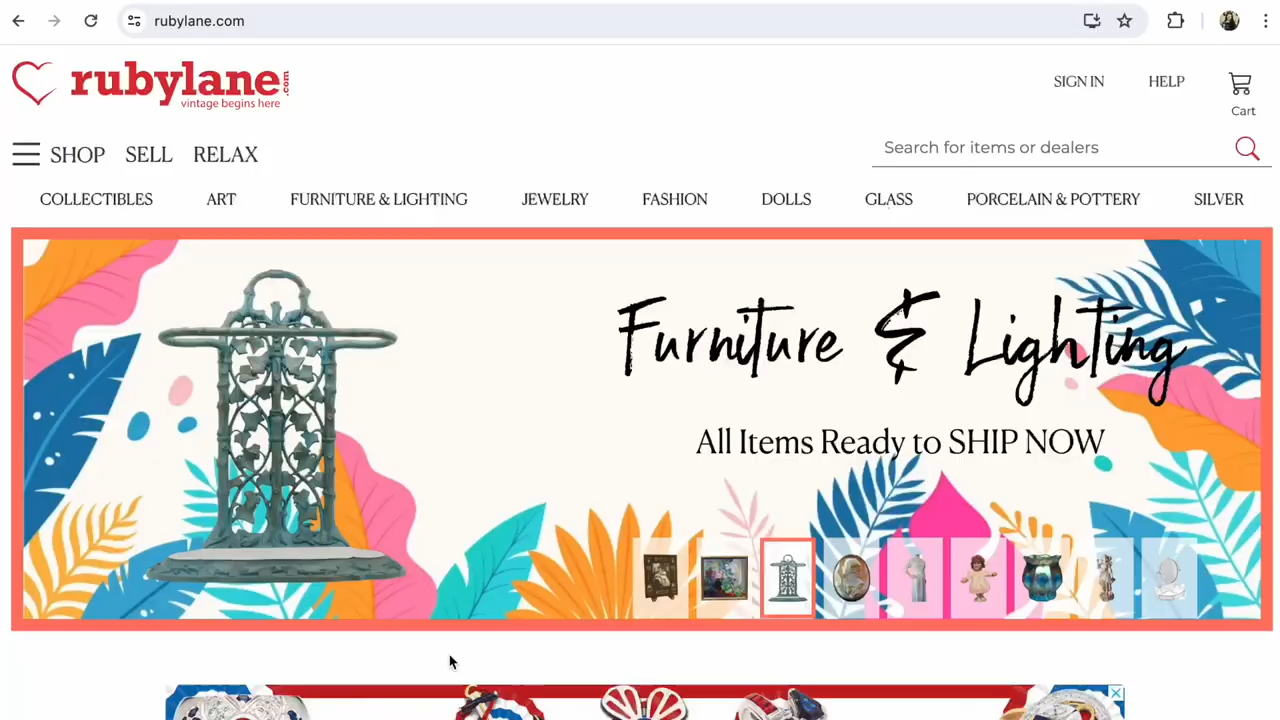 rubylane.com
rubylane.com
vintage begins here
SIGN IN
HELP
Cart
SHOP
SELL
RELAX
Search for items or dealers
COLLECTIBLES
ART
FURNITURE & LIGHTING
JEWELRY
FASHION
DOLLS
GLASS
PORCELAIN & POTTERY
SILVER
Furniture & Lighting
All Items Ready to SHIP NOW